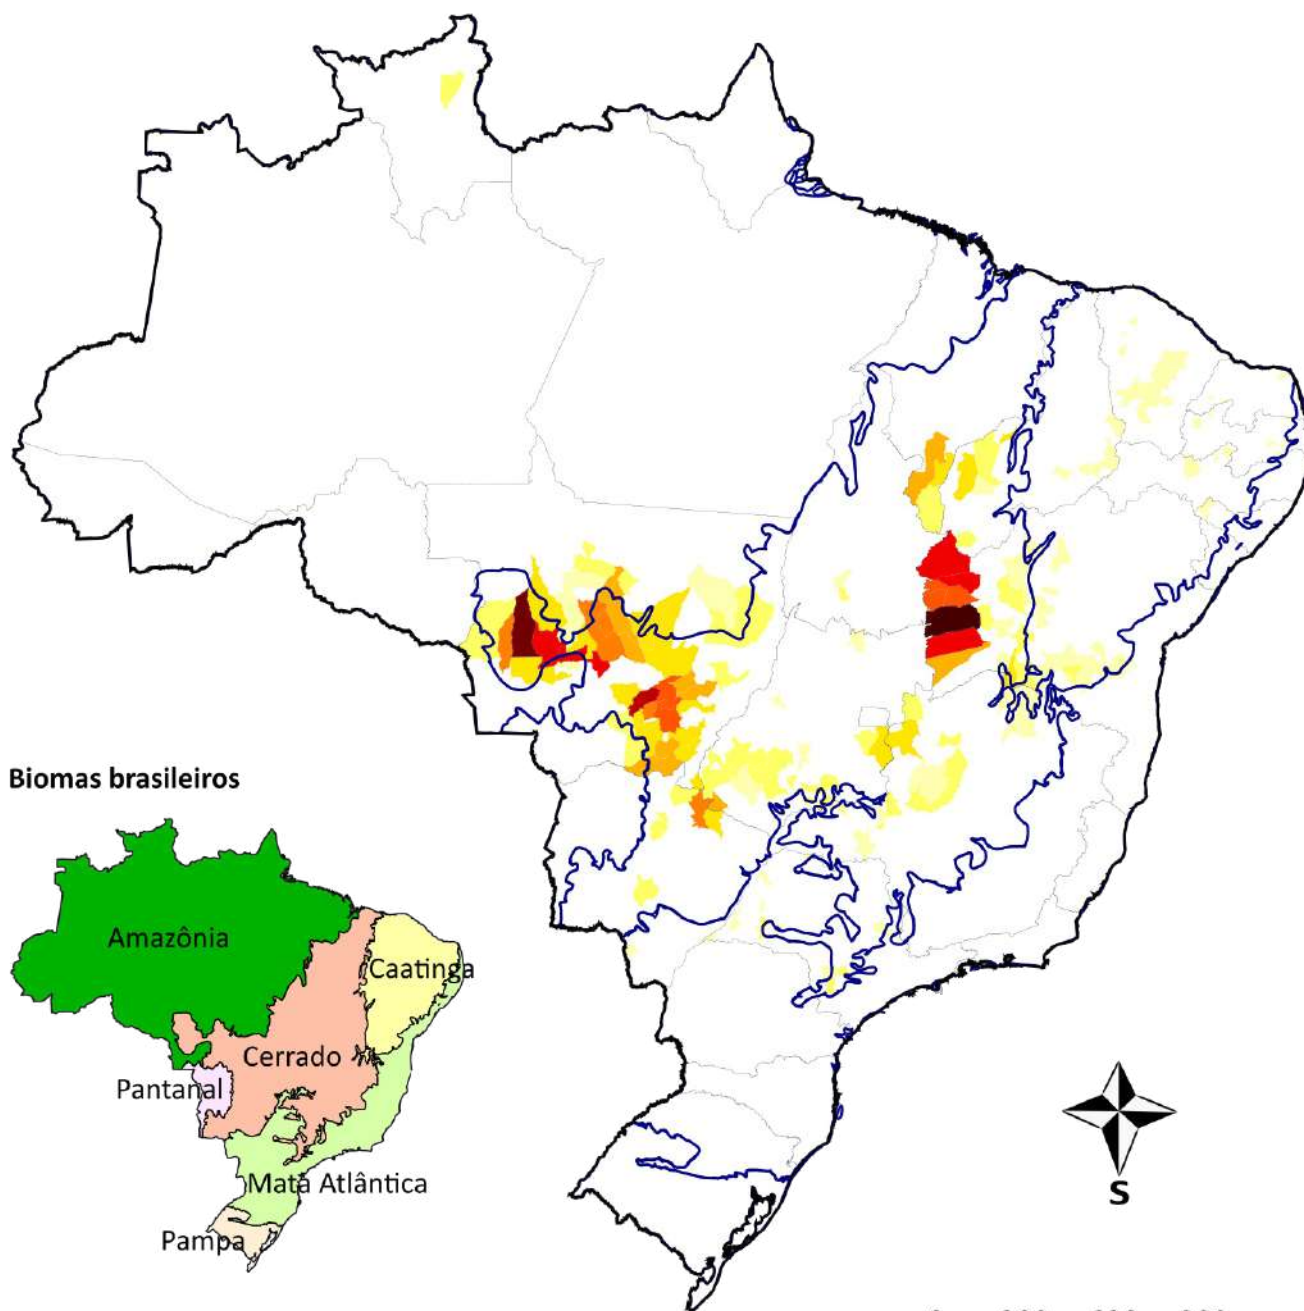 Biomas brasileiros
Amazônia
Caatinga
Cerrado
Pantanal
Mata Atlântica
Pampa
S